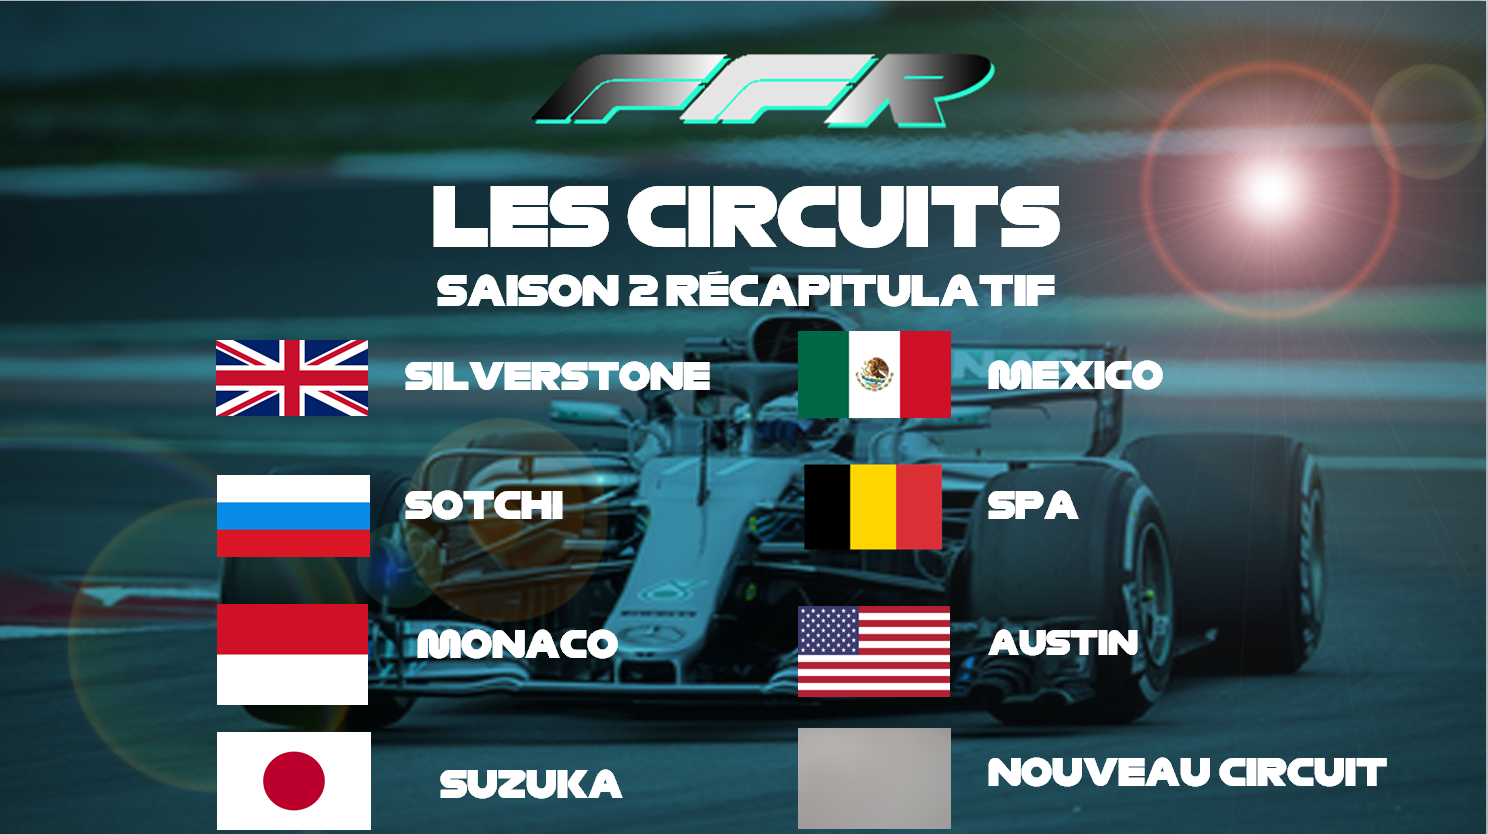 FFR
LES CIRCUITS
SAISON 2 RÉCAPITULATIF
SILVERSTONE
MEXICO
SOTCHI
SPA
MONACO
AUSTIN
SUZUKA
NOUVEAU CIRCUIT